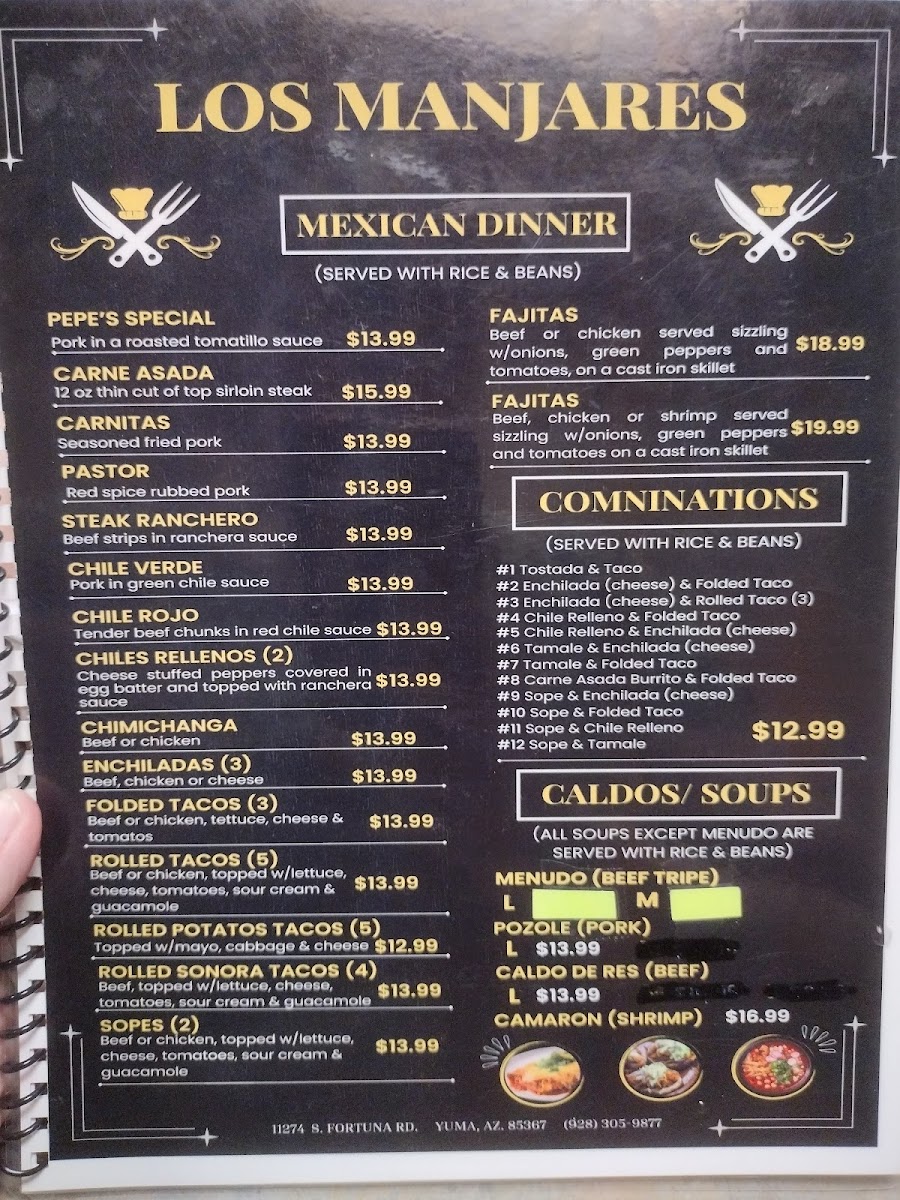 LOS MANJARES
MEXICAN DINNER
(SERVED WITH RICE & BEANS)
PEPE'S SPECIAL
Pork in a roasted tomatillo sauce $13.99
CARNE ASADA
12 oz thin cut of top sirloin steak $15.99
CARNITAS
Seasoned fried pork $13.99
PASTOR
Red spice rubbed pork $13.99
STEAK RANCHERO
Beef strips in ranchera sauce $13.99
CHILE VERDE
Pork in green chile sauce $13.99
CHILE ROJO
Tender beef chunks in red chile sauce $13.99
CHILES RELLENOS (2)
Cheese stuffed peppers covered in
egg batter and topped with ranchera $13.99
sauce
CHIMICHANGA
Beef or chicken $13.99
ENCHILADAS (3)
Beef, chicken or cheese $13.99
FOLDED TACOS (3)
Beef or chicken, tettuce, cheese & $13.99
tomatos
ROLLED TACOS (5)
Beef or chicken, topped w/lettuce,
cheese, tomatoes, sour cream & $13.99
guacamole
ROLLED POTATOS TACOS (5)
Topped w/mayo, cabbage & cheese $12.99
ROLLED SONORA TACOS (4)
Beef, topped w/lettuce, cheese, $13.99
tomatoes, sour cream & guacamole
SOPES (2)
Beef or chicken, topped w/lettuce, $13.99
cheese, tomatoes, sour cream &
guacamole
FAJITAS
Beef or chicken served sizzling
w/onions, green peppers and $18.99
tomatoes, on a cast iron skillet
FAJITAS
Beef, chicken or shrimp served
sizzling w/onions, green peppers $19.99
and tomatoes on a cast iron skillet
COMNINATIONS
(SERVED WITH RICE & BEANS)
#1 Tostada & Taco
#2 Enchilada (cheese) & Folded Taco
#3 Enchilada (cheese) & Rolled Taco (3)
#4 Chile Relleno & Folded Taco
#5 Chile Relleno & Enchilada (cheese)
#6 Tamale & Enchilada (cheese)
#7 Tamale & Folded Taco
#8 Carne Asada Burrito & Folded Taco
#9 Sope & Enchilada (cheese)
#10 Sope & Folded Taco
#11 Sope & Chile Relleno $12.99
#12 Sope & Tamale
CALDOS/ SOUPS
(ALL SOUPS EXCEPT MENUDO ARE
SERVED WITH RICE & BEANS)
MENUDO (BEEF TRIPE)
L M
POZOLE (PORK)
L $13.99
CALDO DE RES (BEEF)
L $13.99
CAMARON (SHRIMP) $16.99
11274 S. FORTUNA RD. YUMA, AZ. 85367 (928) 305-9877